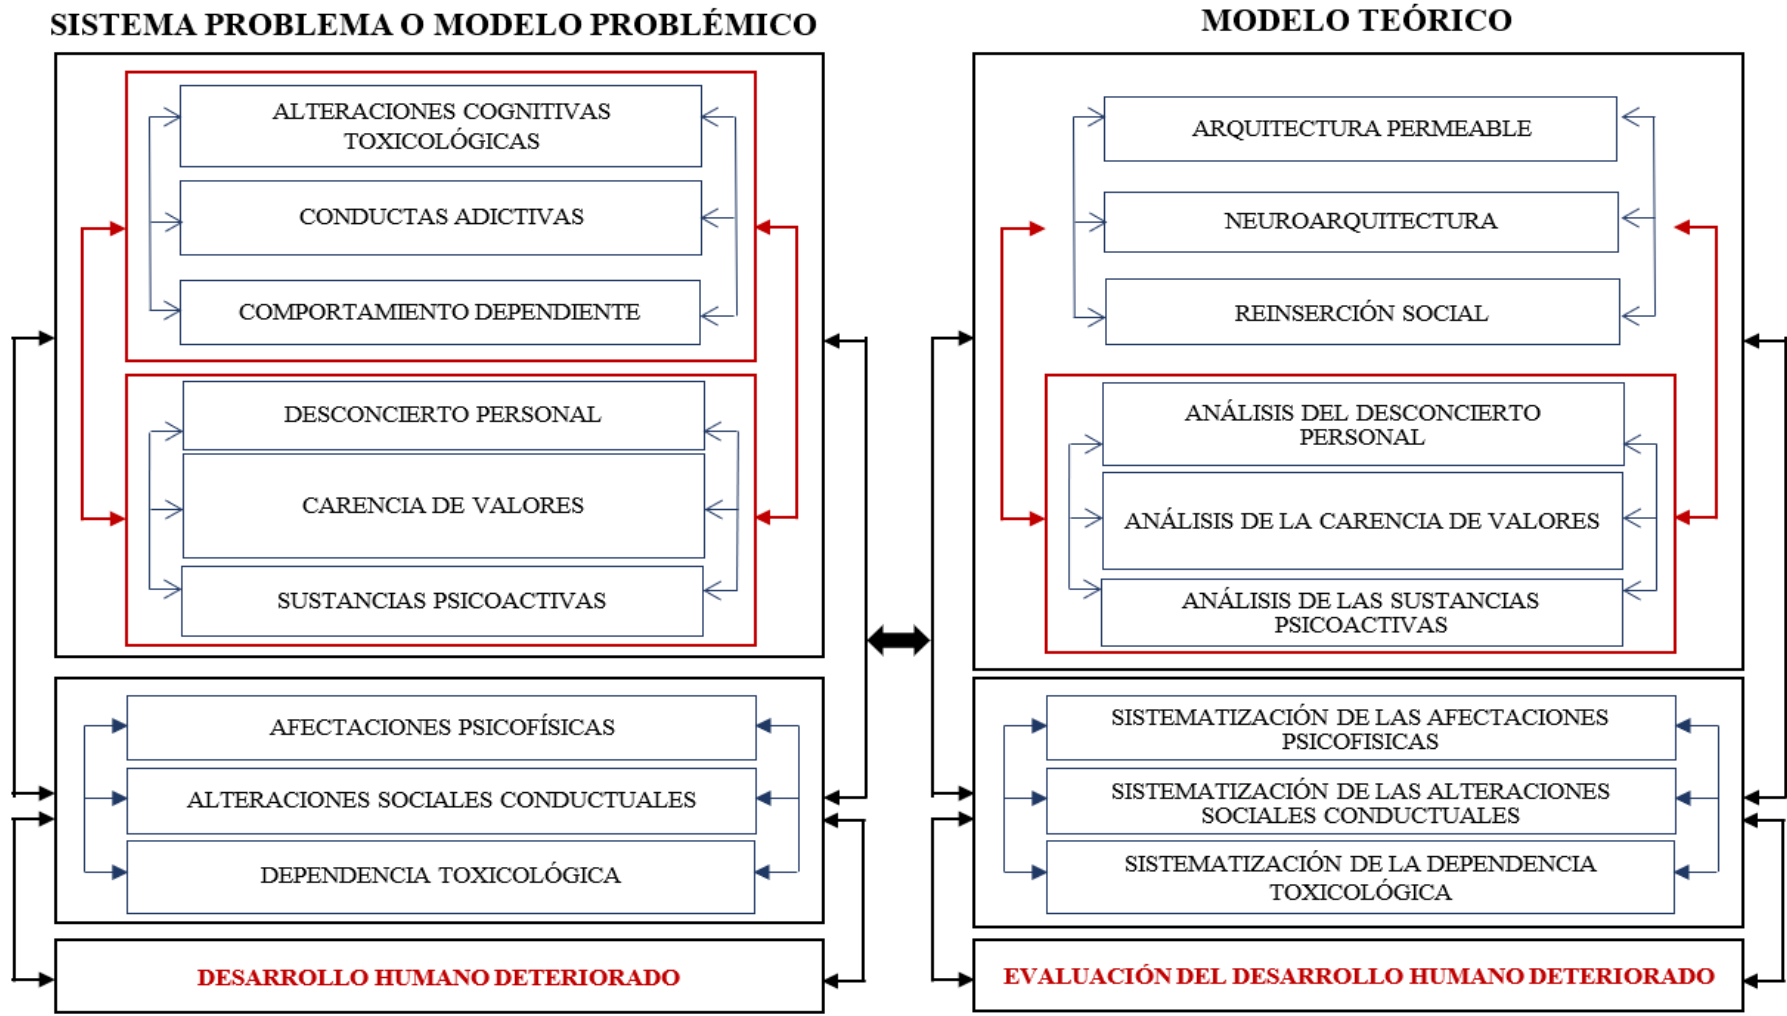 SISTEMA PROBLEMA O MODELO PROBLÉMICO
ALTERACIONES COGNITIVAS
TOXICOLÓGICAS
CONDUCTAS ADICTIVAS
COMPORTAMIENTO DEPENDIENTE
DESCONCIERTO PERSONAL
CARENCIA DE VALORES
SUSTANCIAS PSICOACTIVAS
AFECTACIONES PSICOFÍSICAS
ALTERACIONES SOCIALES CONDUCTUALES
DEPENDENCIA TOXICOLÓGICA
DESARROLLO HUMANO DETERIORADO
MODELO TEÓRICO
ARQUITECTURA PERMEABLE
NEUROARQUITECTURA
REINSERCIÓN SOCIAL
ANÁLISIS DEL DESCONCIERTO
PERSONAL
ANÁLISIS DE LA CARENCIA DE VALORES
ANÁLISIS DE LAS SUSTANCIAS
PSICOACTIVAS
SISTEMATIZACIÓN DE LAS AFECTACIONES
PSICOFISICAS
SISTEMATIZACIÓN DE LAS ALTERACIONES
SOCIALES CONDUCTUALES
SISTEMATIZACIÓN DE LA DEPENDENCIA
TOXICOLÓGICA
EVALUACIÓN DEL DESARROLLO HUMANO DETERIORADO